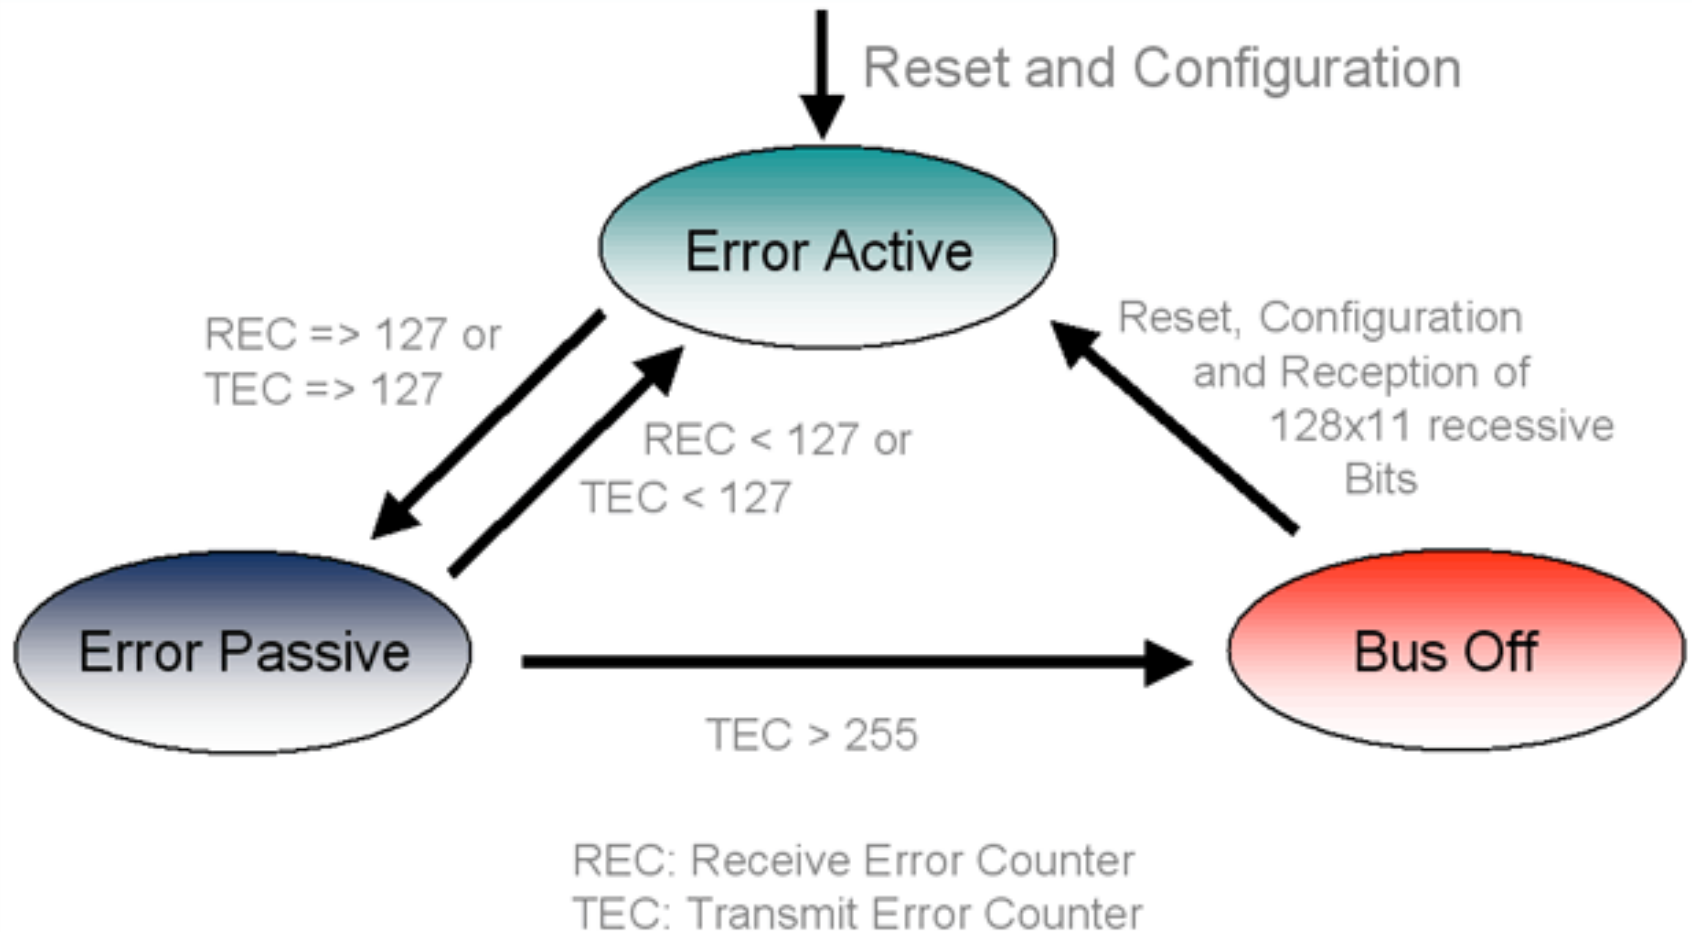 Reset and Configuration
Error Active
REC => 127 or
TEC => 127
REC < 127 or
TEC < 127
Reset, Configuration
and Reception of
128x11 recessive
Bits
Error Passive
Bus Off
TEC > 255
REC: Receive Error Counter
TEC: Transmit Error Counter